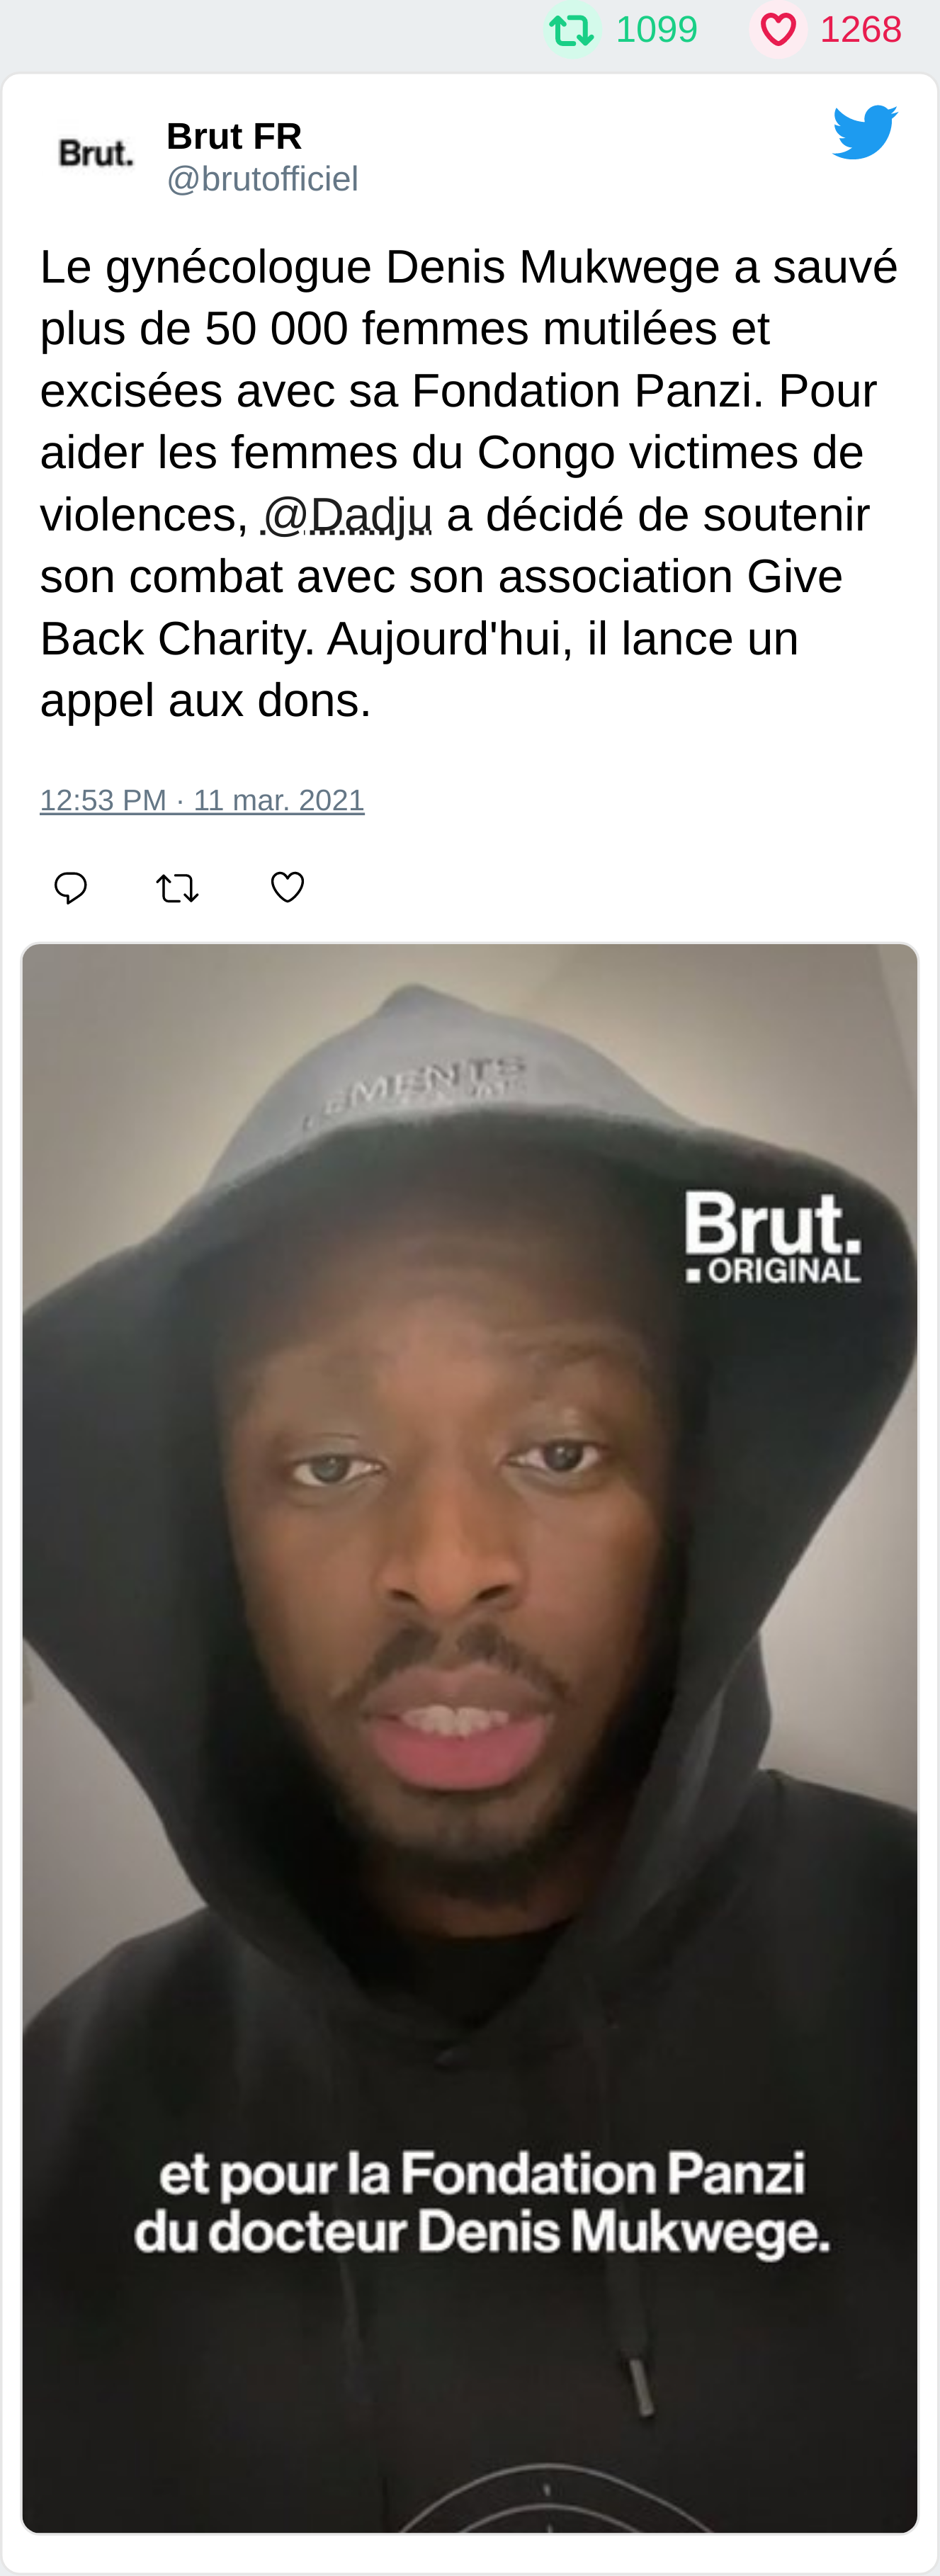 1099 1268
Brut.
Brut FR
@brutofficiel
Le gynécologue Denis Mukwege a sauvé
plus de 50 000 femmes mutilées et
excisées avec sa Fondation Panzi. Pour
aider les femmes du Congo victimes de
violences, @Dadju a décidé de soutenir
son combat avec son association Give
Back Charity. Aujourd'hui, il lance un
appel aux dons.
12:53 PM · 11 mar. 2021
Brut.
ORIGINAL
et pour la Fondation Panzi
du docteur Denis Mukwege.